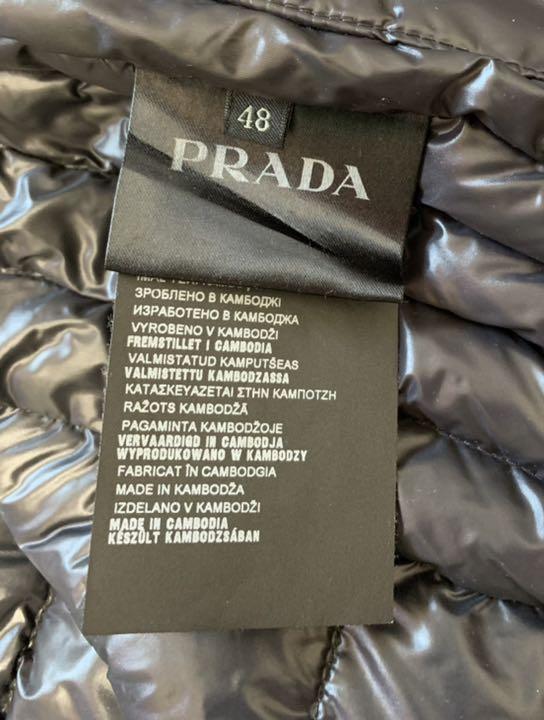 48
PRADA
ЗРОБЛЕНО В КАМБОДЖІ
ИЗРАБОТЕНО В КАМБОДЖА
VYROBENO V KAMBODŽI
FREMSTILLET I CAMBODIA
VALMISTATUD KAMPUTŠEAS
VALMISTETTU KAMBODZASSA
ΚΑΤΑΣΚΕΥΑΖΕΤΑΙ ΣΤΗΝ ΚΑΜΠΟΤΖΗ
RAŽOTS KAMBODŽĀ
PAGAMINTA KAMBODŽOJE
VERVAARDIGD IN CAMBODJA
WYPRODUKOWANO W KAMBODZY
FABRICAT ÎN CAMBODGIA
MADE IN KAMBODŽA
IZDELANO V KAMBODŽI
MADE IN CAMBODIA
KÉSZÜLT KAMBODZSÁBAN